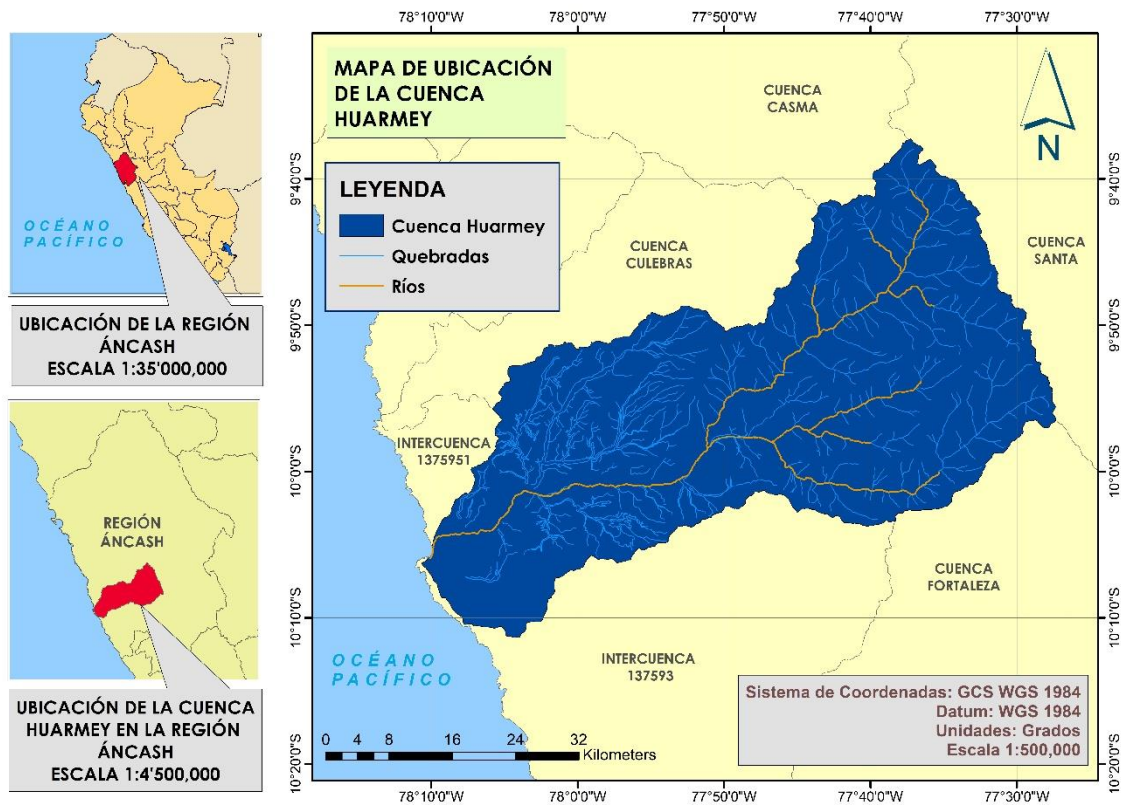 OCÉANO
PACÍFICO
UBICACIÓN DE LA REGIÓN
ÁNCASH
ESCALA 1:35'000,000
REGIÓN
ÁNCASH
UBICACIÓN DE LA CUENCA
HUARMEY EN LA REGIÓN
ÁNCASH
ESCALA 1:4'500,000
78°10'0"W 78°0'0"W 77°50'0"W 77°40'0"W 77°30'0"W
MAPA DE UBICACIÓN
DE LA CUENCA
HUARMEY
LEYENDA
Cuenca Huarmey
Quebradas
Ríos
CUENCA
CASMA
N
CUENCA
CULEBRAS
CUENCA
SANTA
INTERCUENCA
1375951
CUENCA
FORTALEZA
INTERCUENCA
137593
OCÉANO
PACÍFICO
0 2 4 6 8 16 24 32
Kilometers
Sistema de Coordenadas: GCS WGS 1984
Datum: WGS 1984
Unidades: Grados
Escala 1:500,000
9°40'0"S
9°50'0"S
10°0'0"S
10°10'0"S
10°20'0"S
9°40'0"S
9°50'0"S
10°0'0"S
10°10'0"S
10°20'0"S
78°10'0"W 78°0'0"W 77°50'0"W 77°40'0"W 77°30'0"W